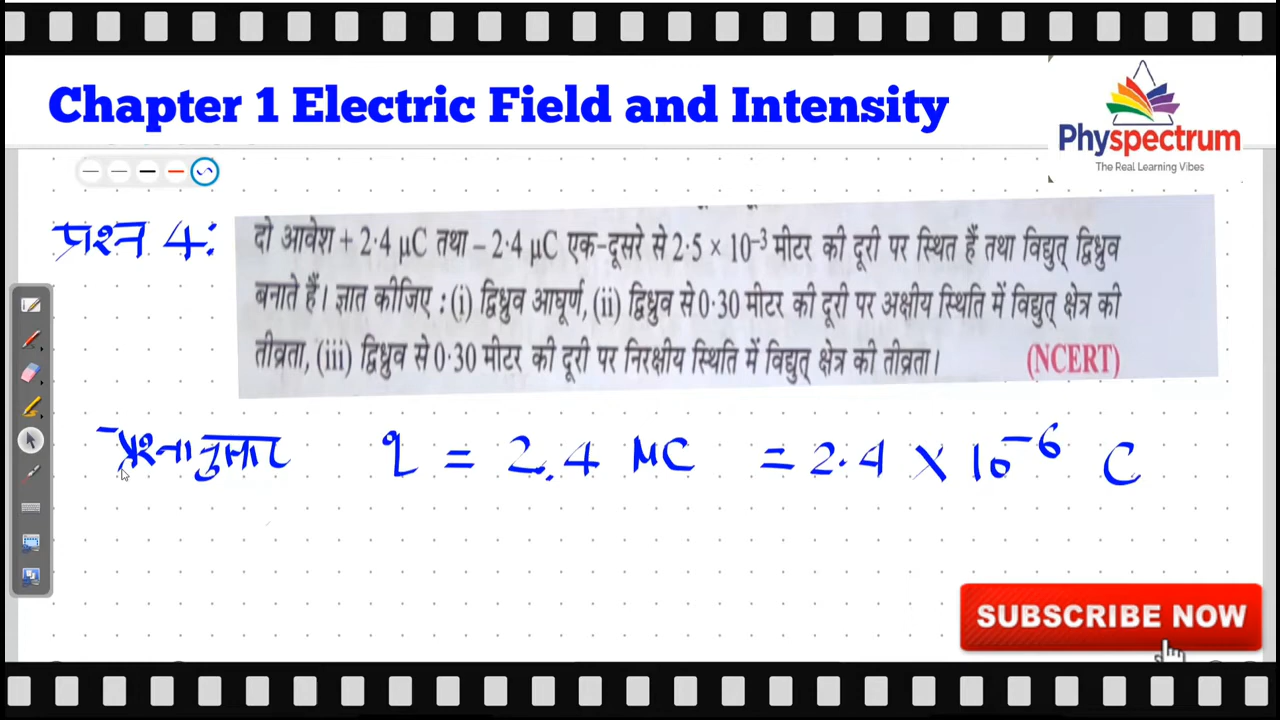 Chapter 1 Electric Field and Intensity
Physpectrum
The Real Learning Vibes
प्रश्न 4:
दो आवेश + 2·4 μC तथा – 2·4 μC एक-दूसरे से 2·5 × 10⁻³ मीटर की दूरी पर स्थित हैं तथा विद्युत् द्विध्रुव
बनाते हैं। ज्ञात कीजिए : (i) द्विध्रुव आघूर्ण, (ii) द्विध्रुव से 0·30 मीटर की दूरी पर अक्षीय स्थिति में विद्युत् क्षेत्र की
तीव्रता, (iii) द्विध्रुव से 0·30 मीटर की दूरी पर निरक्षीय स्थिति में विद्युत् क्षेत्र की तीव्रता। (NCERT)
प्रश्नानुसार q = 2.4 μC = 2.4 × 10⁻⁶ C
SUBSCRIBE NOW